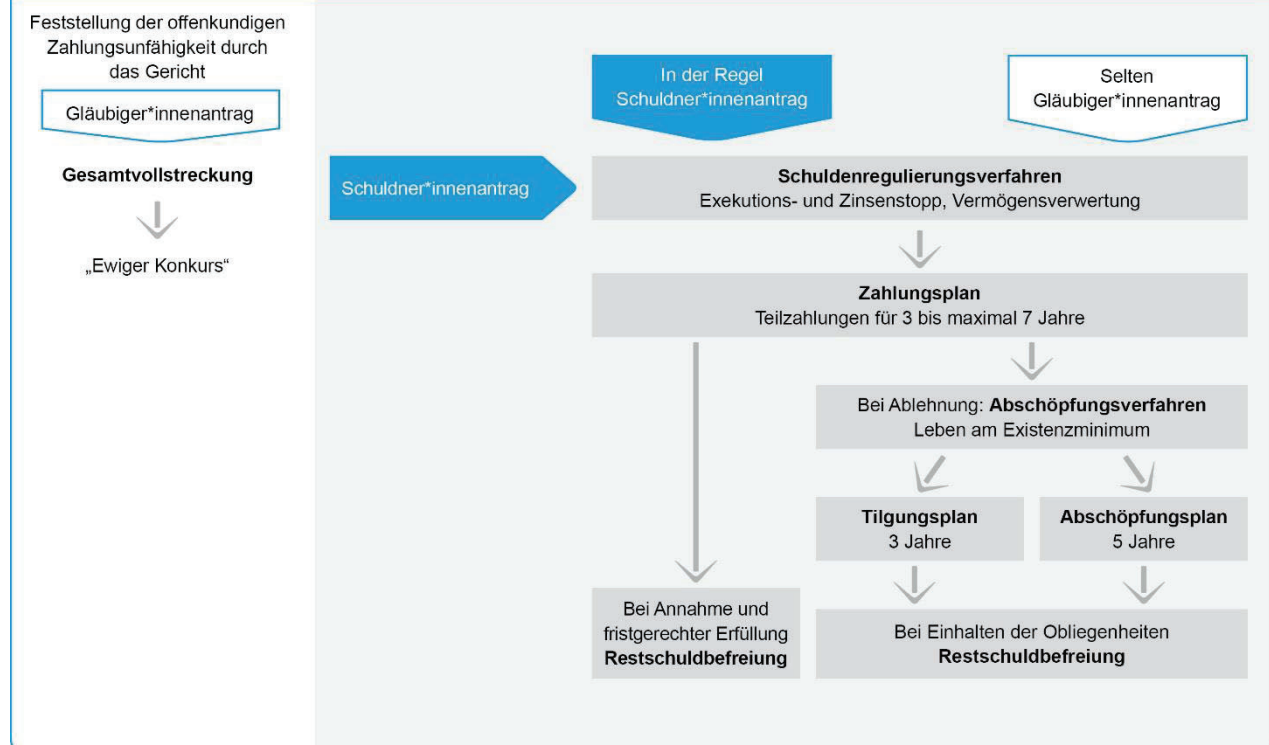 Feststellung der offenkundigen
Zahlungsunfähigkeit durch
das Gericht
Gläubiger*innenantrag
Gesamtvollstreckung
„Ewiger Konkurs“
In der Regel
Schuldner*innenantrag
Selten
Gläubiger*innenantrag
Schuldner*innenantrag
Schuldenregulierungsverfahren
Exekutions- und Zinsenstopp, Vermögensverwertung
Zahlungsplan
Teilzahlungen für 3 bis maximal 7 Jahre
Bei Ablehnung: Abschöpfungsverfahren
Leben am Existenzminimum
Tilgungsplan
3 Jahre
Abschöpfungsplan
5 Jahre
Bei Annahme und
fristgerechter Erfüllung
Restschuldbefreiung
Bei Einhalten der Obliegenheiten
Restschuldbefreiung